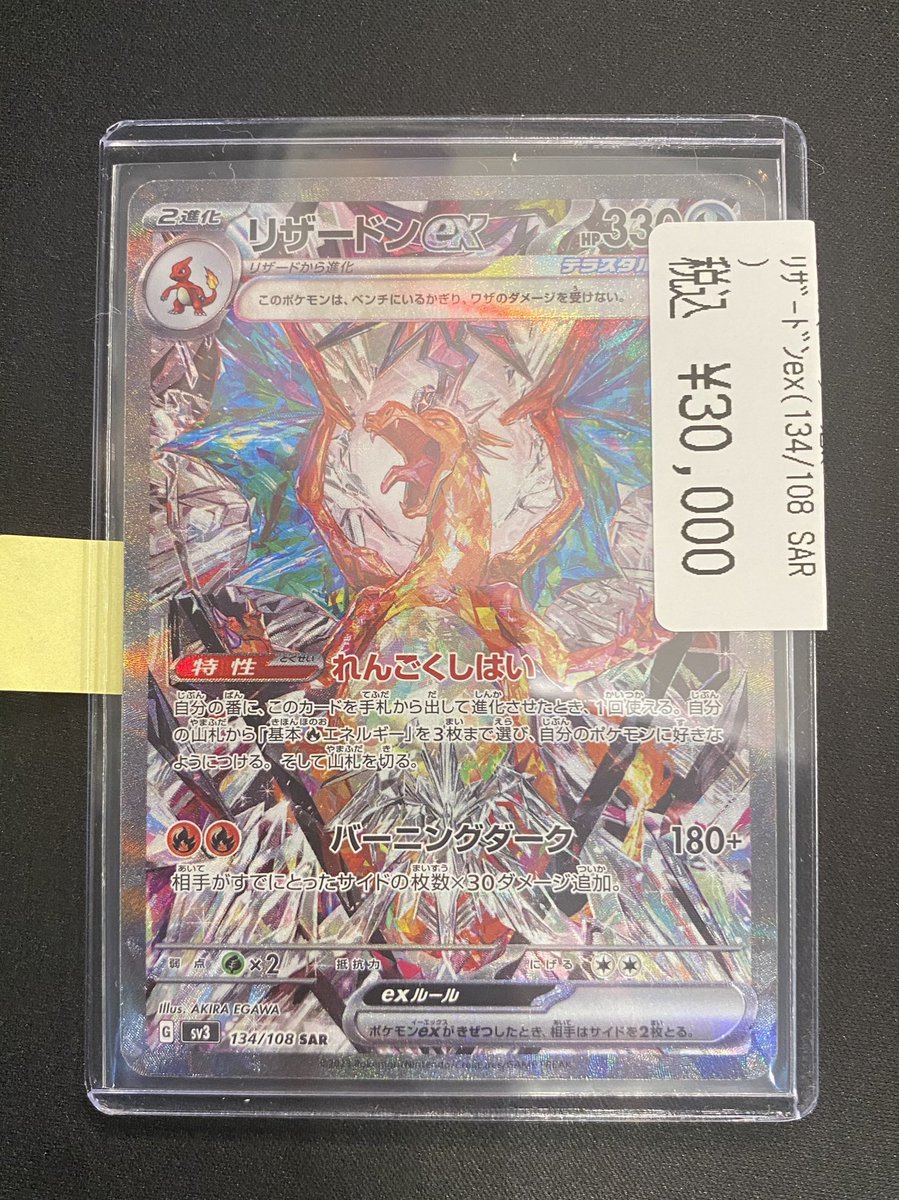 2進化
リザードンex
HP330
リザードから進化
テラスタル
このポケモンは、ベンチにいるかぎり、ワザのダメージを受けない。
税込 ¥30,000
ﾘｻﾞｰﾄﾞﾝex(134/108 SAR
)
特性 れんごくしはい
自分の番に、このカードを手札から出して進化させたとき、1回使える。自分
の山札から「基本エネルギー」を3枚まで選び、自分のポケモンに好きな
ようにつける。そして山札を切る。
バーニングダーク 180+
相手がすでにとったサイドの枚数×30ダメージ追加。
弱点 ×2 抵抗力 にげる
exルール
ポケモンexがきぜつしたとき、相手はサイドを2枚とる。
Illus. AKIRA EGAWA
G sv3 134/108 SAR
©2023 Pokémon/Nintendo/Creatures/GAME FREAK